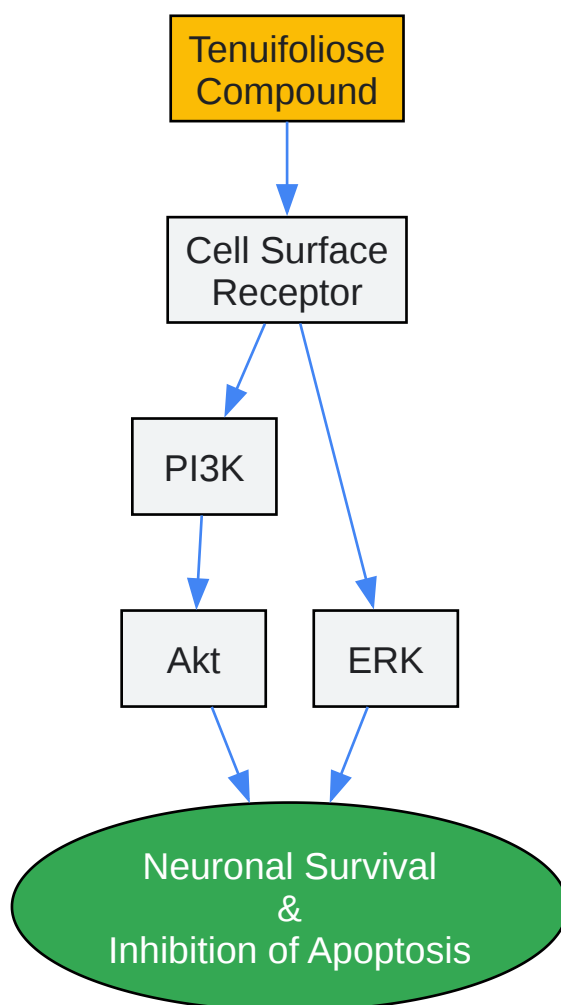 Tenuifoliose
Compound
Cell Surface
Receptor
PI3K
Akt
ERK
Neuronal Survival
&
Inhibition of Apoptosis